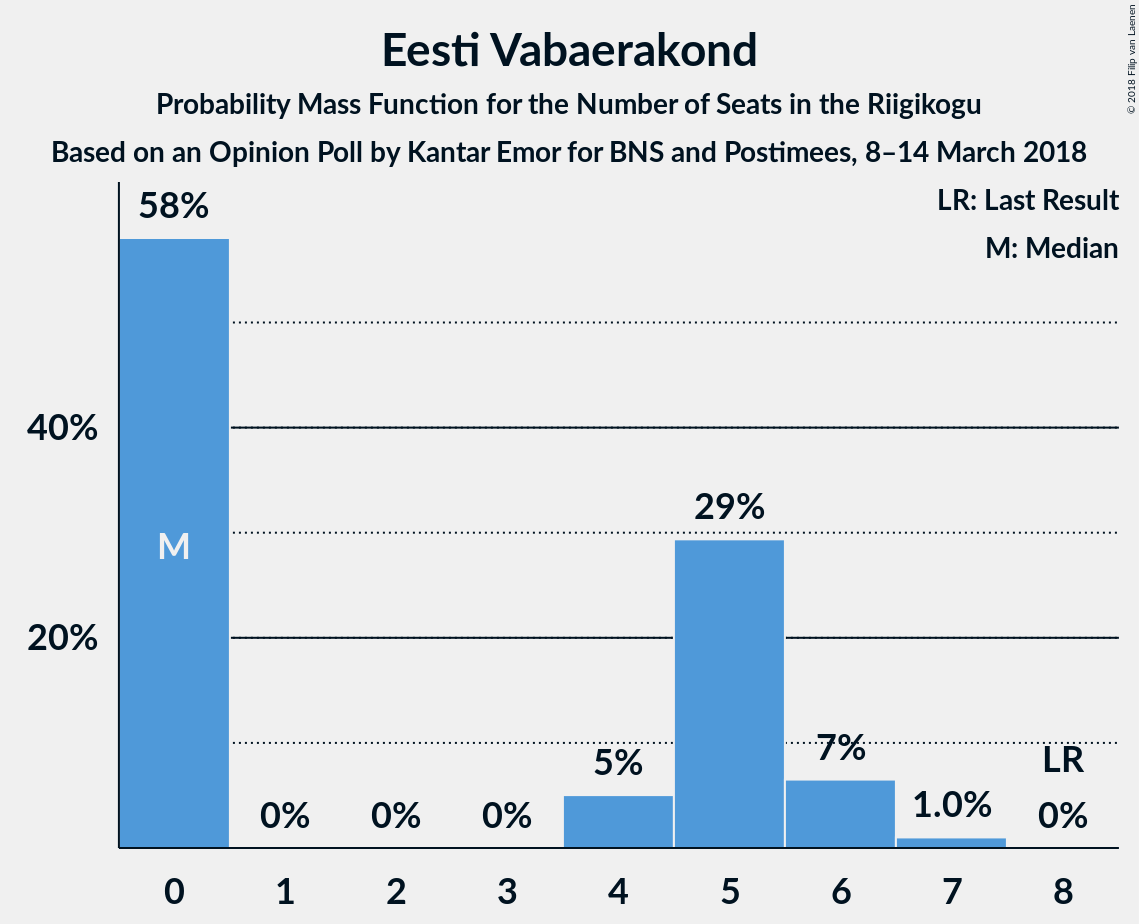 Eesti Vabaerakond
Probability Mass Function for the Number of Seats in the Riigikogu
Based on an Opinion Poll by Kantar Emor for BNS and Postimees, 8–14 March 2018
© 2018 Filip van Laenen
LR: Last Result
M: Median
58%
40%
20%
M
0%
0%
0%
5%
29%
7%
1.0%
LR
0%
0 1 2 3 4 5 6 7 8